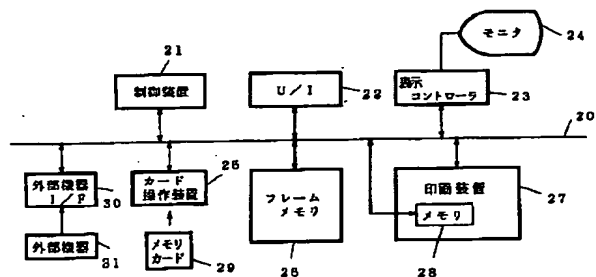 21
制御装置
U/I
22
表示
コントローラ
23
モニタ
24
20
外部機器
I/F
30
カード
操作装置
25
フレーム
メモリ
26
印画装置
27
メモリ
28
外部機器
31
メモリ
カード
29